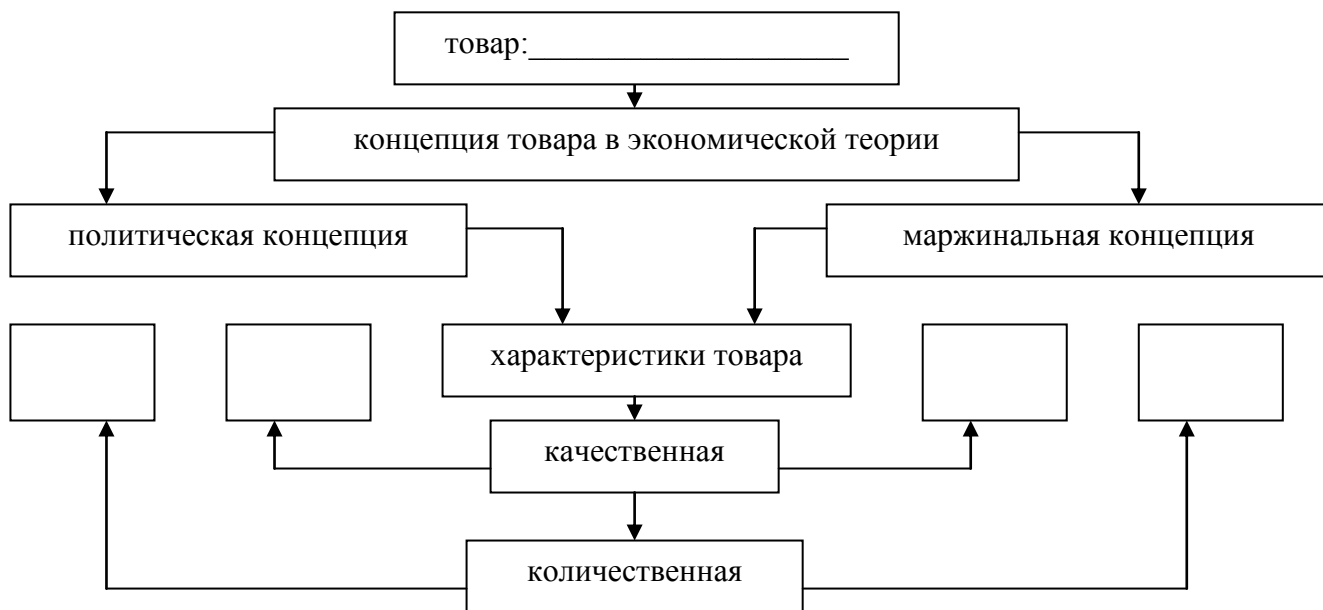 товар:____________________
концепция товара в экономической теории
политическая концепция
маржинальная концепция
характеристики товара
качественная
количественная